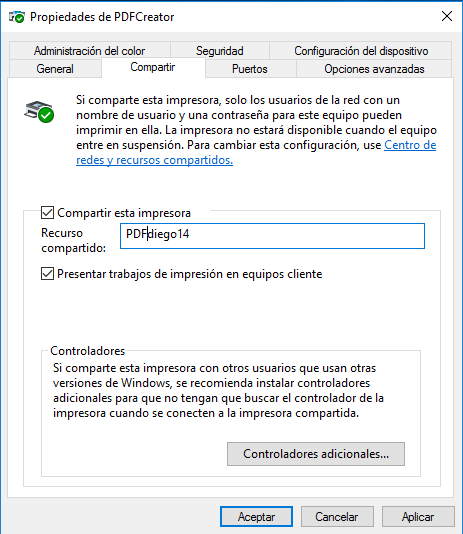 Propiedades de PDFCreator
Administración del color
Seguridad
Configuración del dispositivo
General
Compartir
Puertos
Opciones avanzadas
Si comparte esta impresora, solo los usuarios de la red con un
nombre de usuario y una contraseña para este equipo pueden
imprimir en ella. La impresora no estará disponible cuando el equipo
entre en suspensión. Para cambiar esta configuración, use Centro de
redes y recursos compartidos.
Compartir esta impresora
Recurso
compartido:
PDFdiego14
Presentar trabajos de impresión en equipos cliente
Controladores
Si comparte esta impresora con otros usuarios que usan otras
versiones de Windows, se recomienda instalar controladores
adicionales para que no tengan que buscar el controlador de la
impresora cuando se conecten a la impresora compartida.
Controladores adicionales...
Aceptar
Cancelar
Aplicar